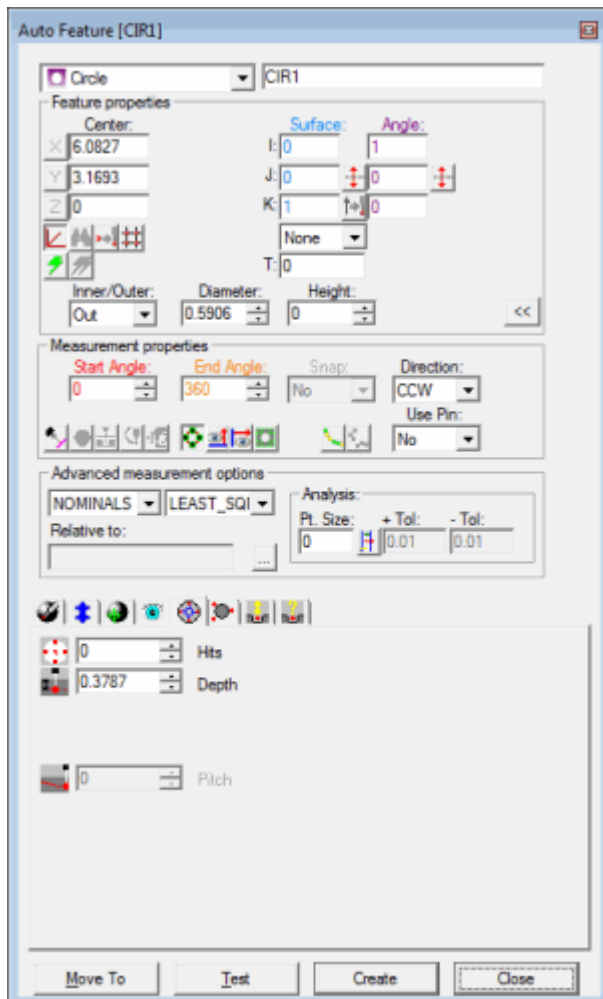 Auto Feature [CIR1]
Circle CIR1
Feature properties
Center: Surface: Angle:
X 6.0827 I: 0 1
Y 3.1693 J: 0 0
Z 0 K: 1 0
None
T: 0
Inner/Outer: Diameter: Height:
Out 0.5906 0 <<
Measurement properties
Start Angle: End Angle: Snap: Direction:
0 360 No CCW
Use Pin:
No
Advanced measurement options
NOMINALS LEAST_SQI Analysis:
Relative to: Pt. Size: + Tol: - Tol:
0 0.01 0.01
...
0 Hits
0.3787 Depth
0 Pitch
Move To Test Create Close